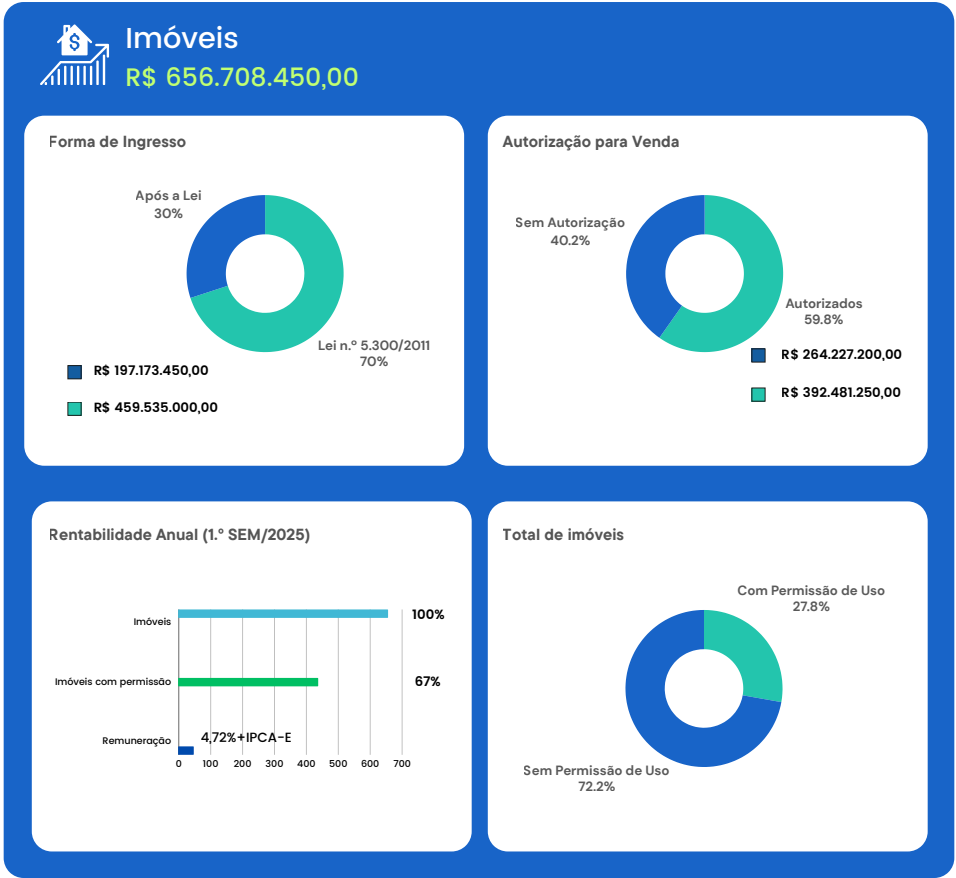 Imóveis
R$ 656.708.450,00
Forma de Ingresso
Após a Lei
30%
Lei n.º 5.300/2011
70%
R$ 197.173.450,00
R$ 459.535.000,00
Autorização para Venda
Sem Autorização
40.2%
Autorizados
59.8%
R$ 264.227.200,00
R$ 392.481.250,00
Rentabilidade Anual (1.º SEM/2025)
Imóveis
100%
Imóveis com permissão
67%
Remuneração
4,72%+IPCA-E
0 100 200 300 400 500 600 700
Total de imóveis
Com Permissão de Uso
27.8%
Sem Permissão de Uso
72.2%